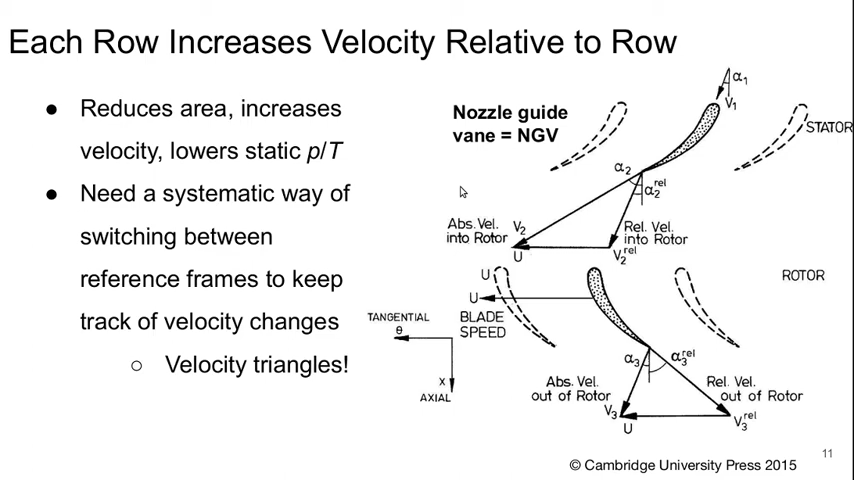 Each Row Increases Velocity Relative to Row
● Reduces area, increases
velocity, lowers static p/T
● Need a systematic way of
switching between
reference frames to keep
track of velocity changes
○ Velocity triangles!
Nozzle guide
vane = NGV
α₁
V₁
STATOR
α₂
α₂ʳᵉˡ
Abs. Vel. V₂
into Rotor
U
Rel. Vel.
into Rotor
V₂ʳᵉˡ
U
ROTOR
U
BLADE
SPEED
TANGENTIAL
θ
X
AXIAL
α₃
α₃ʳᵉˡ
Abs. Vel.
out of Rotor
Rel. Vel.
out of Rotor
V₃
U
V₃ʳᵉˡ
11
© Cambridge University Press 2015